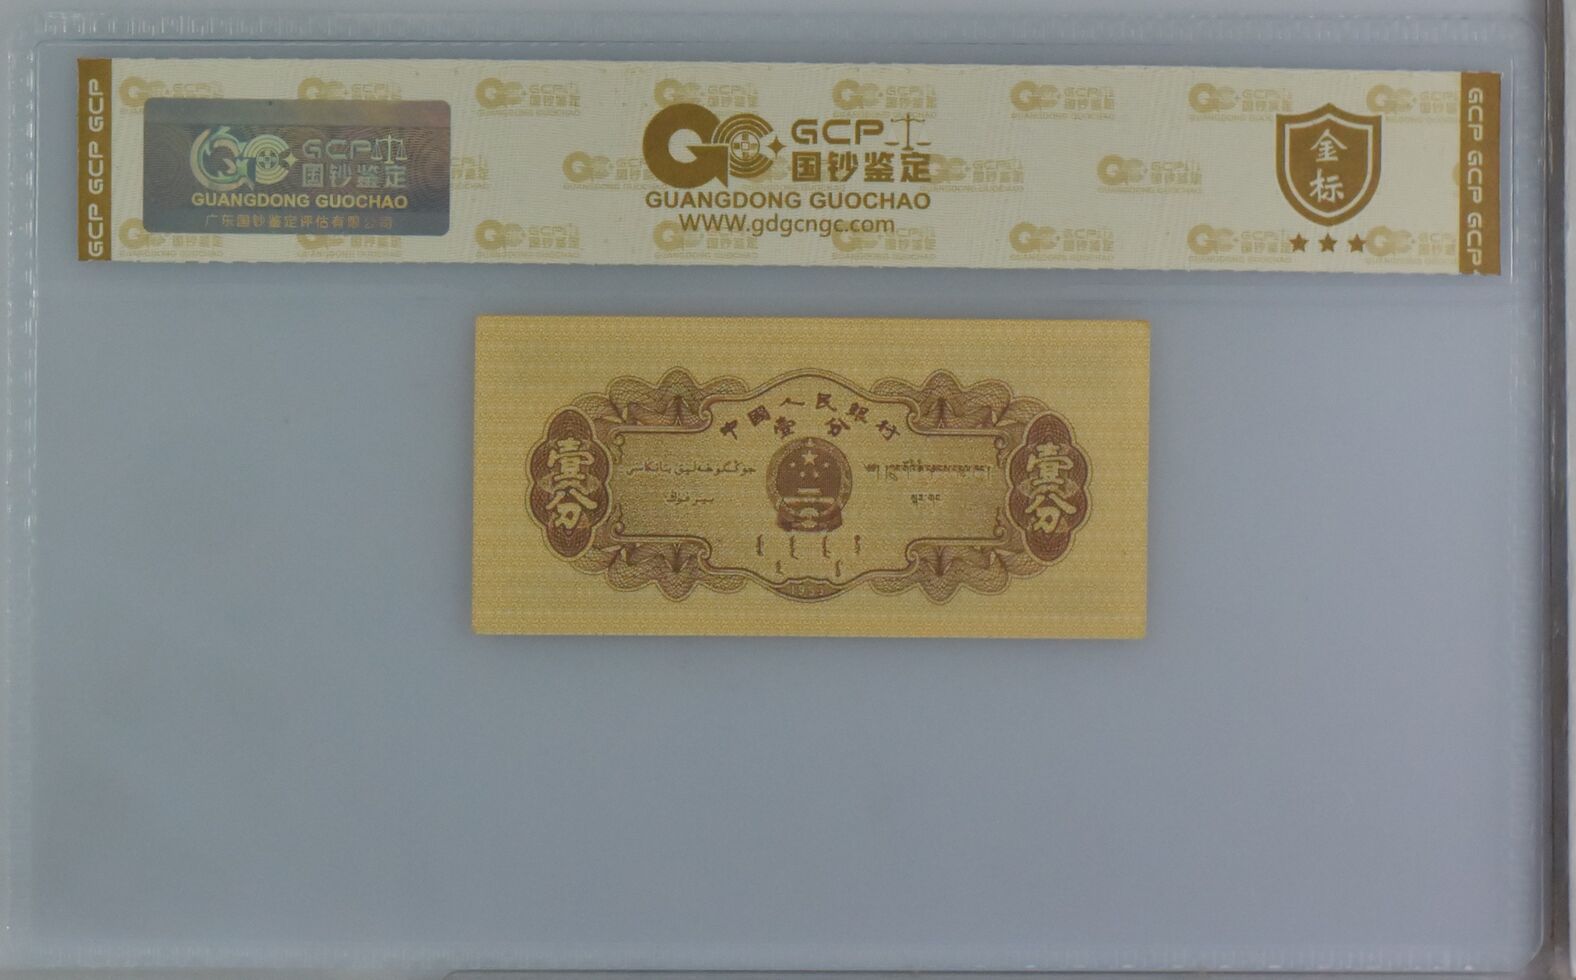 GCP GCP GCP
GCP 国钞鉴定
GUANGDONG GUOCHAO
广东国钞鉴定评估有限公司
GCP
国钞鉴定
GUANGDONG GUOCHAO
WWW.gdgcngc.com
金标
GCP GCP GCP
中国人民银行
壹分
壹分
壹分
1953